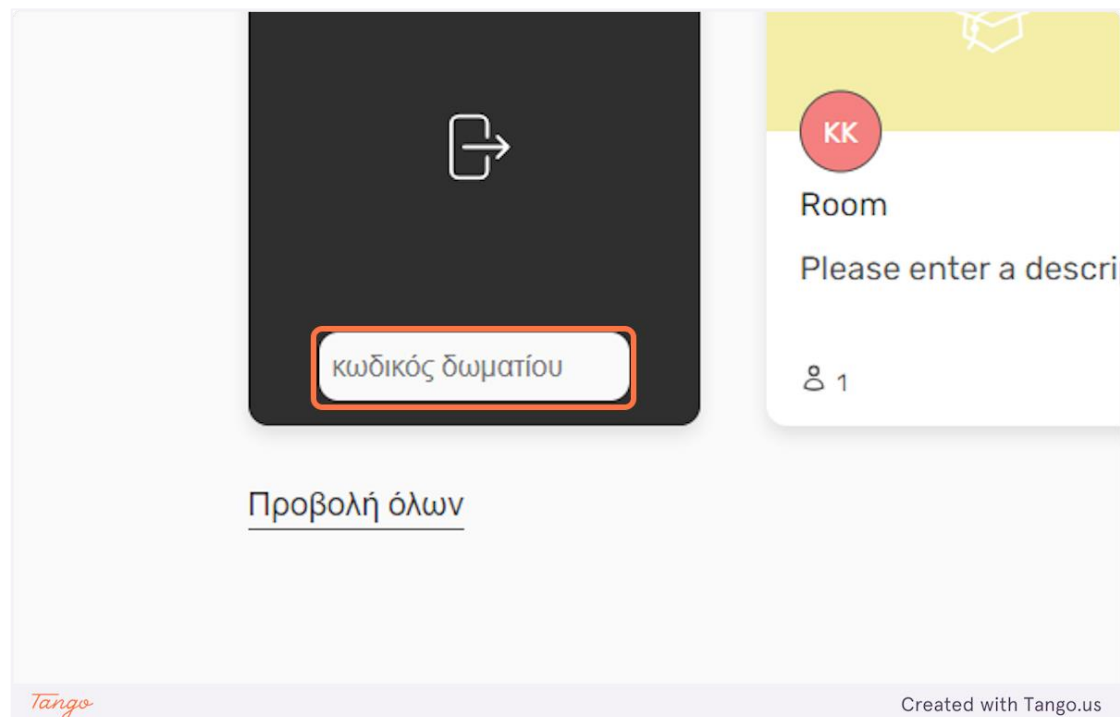 KK
Room
Please enter a descri
κωδικός δωματίου
1
Προβολή όλων
Tango
Created with Tango.us